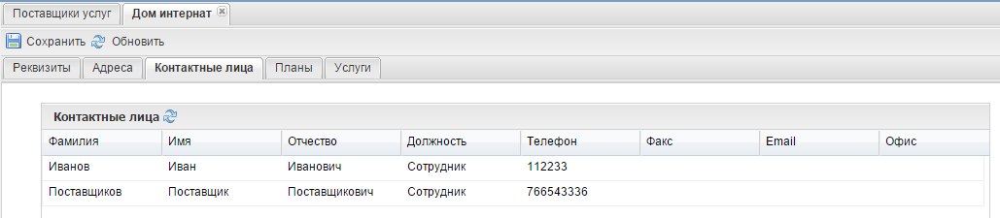 Поставщики услуг Дом интернат
Сохранить Обновить
Реквизиты Адреса Контактные лица Планы Услуги
Контактные лица
Фамилия Имя Отчество Должность Телефон Факс Email Офис
Иванов Иван Иванович Сотрудник 112233
Поставщиков Поставщик Поставщикович Сотрудник 766543336